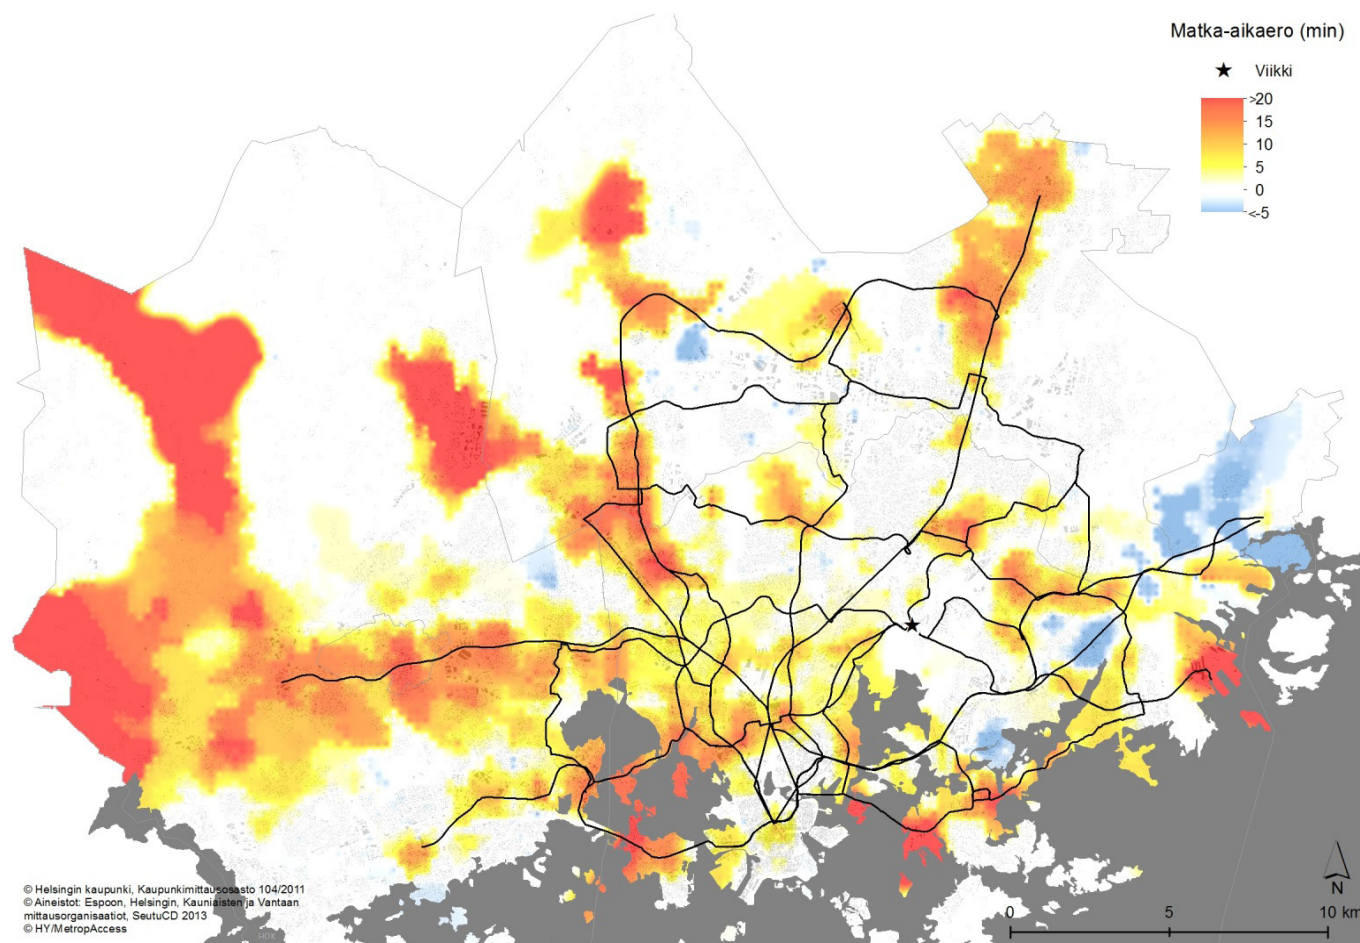 Matka-aikaero (min)
★ Viikki
>20
15
10
5
0
<-5
© Helsingin kaupunki, Kaupunkimittausosasto 104/2011
© Aineistot: Espoon, Helsingin, Kauniaisten ja Vantaan
mittausorganisaatiot, SeutuCD 2013
© HY/MetropAccess
N
0 5 10 km